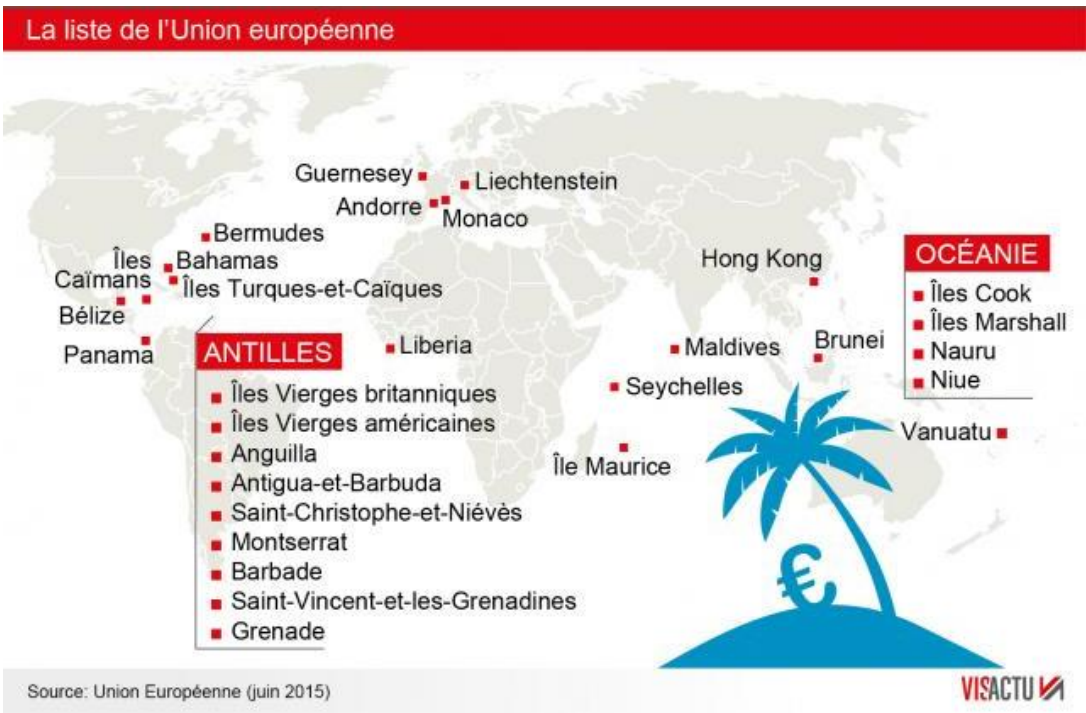 La liste de l'Union européenne
Guernesey
Liechtenstein
Andorre
Monaco
Bermudes
Îles
Caïmans
Bahamas
Îles Turques-et-Caïques
Bélize
Panama
Hong Kong
Liberia
Maldives
Brunei
Seychelles
Île Maurice
Vanuatu
OCÉANIE
Îles Cook
Îles Marshall
Nauru
Niue
ANTILLES
Îles Vierges britanniques
Îles Vierges américaines
Anguilla
Antigua-et-Barbuda
Saint-Christophe-et-Niévès
Montserrat
Barbade
Saint-Vincent-et-les-Grenadines
Grenade
€
Source: Union Européenne (juin 2015)
VISACTU